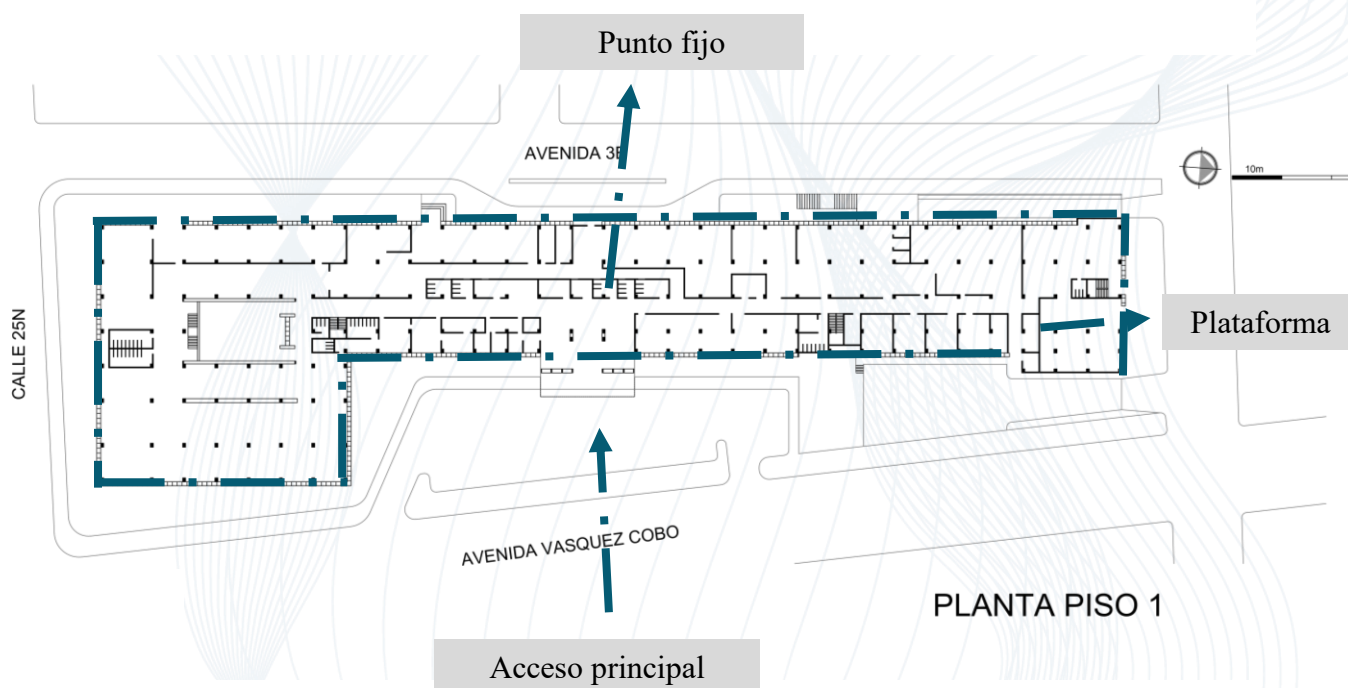 Punto fijo
AVENIDA 3E
10m
Plataforma
CALLE 25N
AVENIDA VASQUEZ COBO
PLANTA PISO 1
Acceso principal